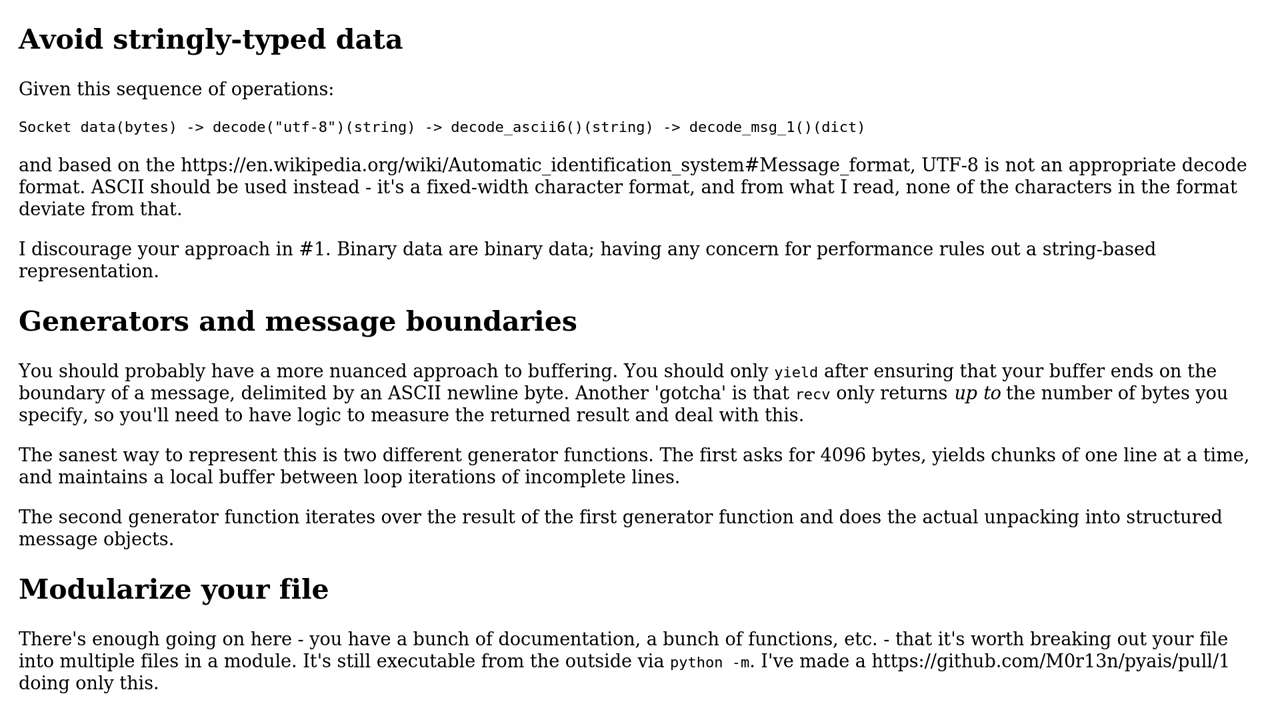 Avoid stringly-typed data
Given this sequence of operations:
Socket data(bytes) -> decode("utf-8")(string) -> decode_ascii6()(string) -> decode_msg_1()(dict)
and based on the https://en.wikipedia.org/wiki/Automatic_identification_system#Message_format, UTF-8 is not an appropriate decode
format. ASCII should be used instead - it's a fixed-width character format, and from what I read, none of the characters in the format
deviate from that.
I discourage your approach in #1. Binary data are binary data; having any concern for performance rules out a string-based
representation.
Generators and message boundaries
You should probably have a more nuanced approach to buffering. You should only yield after ensuring that your buffer ends on the
boundary of a message, delimited by an ASCII newline byte. Another 'gotcha' is that recv only returns up to the number of bytes you
specify, so you'll need to have logic to measure the returned result and deal with this.
The sanest way to represent this is two different generator functions. The first asks for 4096 bytes, yields chunks of one line at a time,
and maintains a local buffer between loop iterations of incomplete lines.
The second generator function iterates over the result of the first generator function and does the actual unpacking into structured
message objects.
Modularize your file
There's enough going on here - you have a bunch of documentation, a bunch of functions, etc. - that it's worth breaking out your file
into multiple files in a module. It's still executable from the outside via python -m. I've made a https://github.com/M0r13n/pyais/pull/1
doing only this.